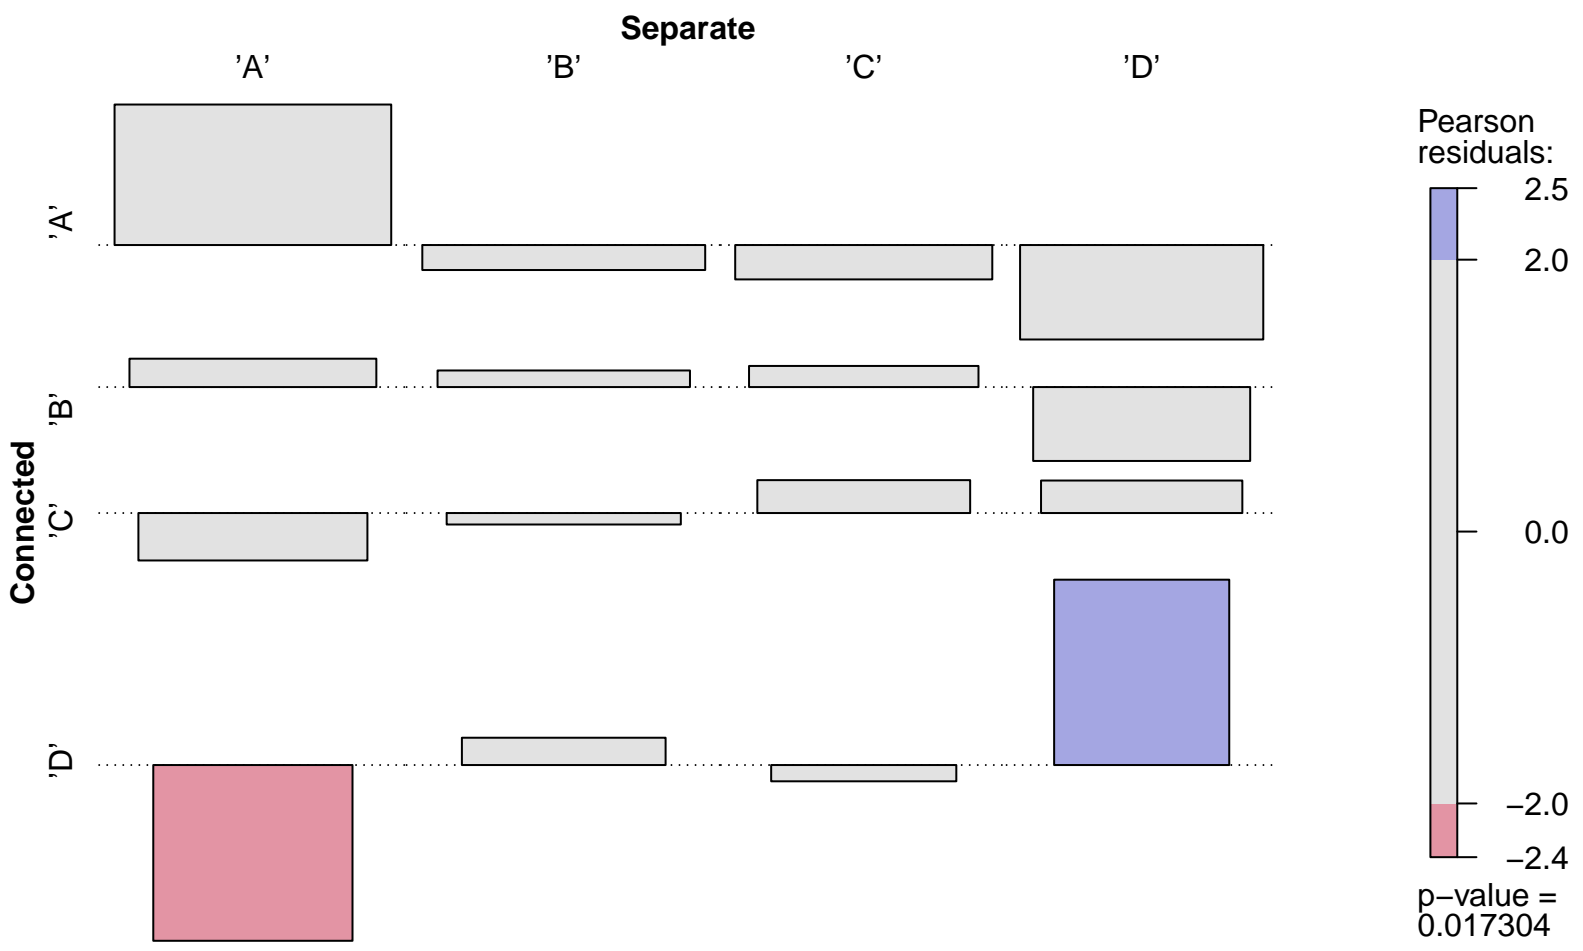 Separate
’A’ ’B’ ’C’ ’D’
Connected
’A’
’B’
’C’
’D’
Pearson
residuals:
2.5
2.0
0.0
−2.0
−2.4
p−value =
0.017304